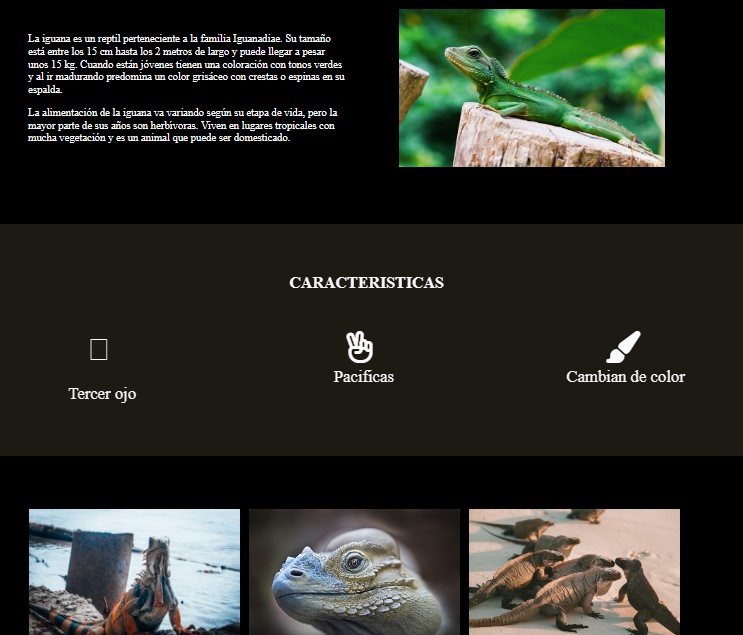 La iguana es un reptil perteneciente a la familia Iguanadiae. Su tamaño
está entre los 15 cm hasta los 2 metros de largo y puede llegar a pesar
unos 15 kg. Cuando están jóvenes tienen una coloración con tonos verdes
y al ir madurando predomina un color grisáceo con crestas o espinas en su
espalda.
La alimentación de la iguana va variando según su etapa de vida, pero la
mayor parte de sus años son herbívoras. Viven en lugares tropicales con
mucha vegetación y es un animal que puede ser domesticado.
CARACTERISTICAS
Tercer ojo
Pacificas
Cambian de color